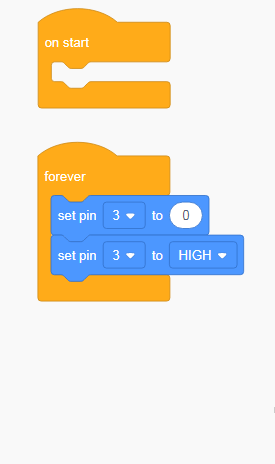 on start
forever
set pin 3 to 0
set pin 3 to HIGH